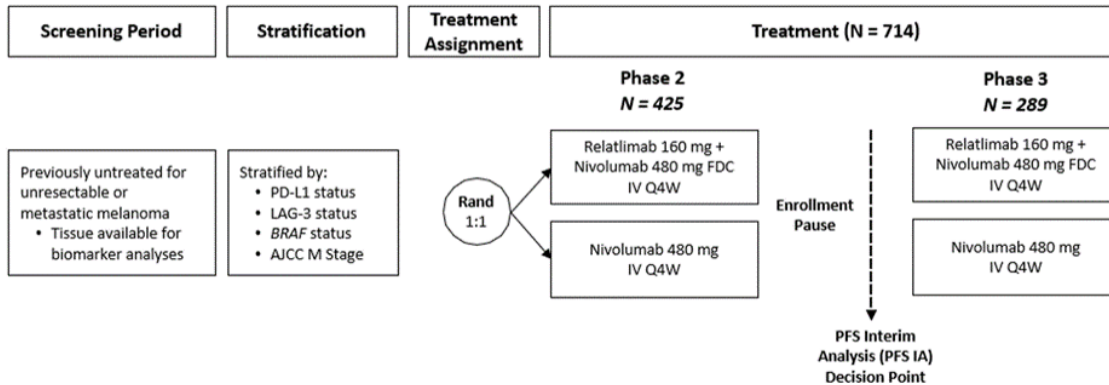 Screening Period
Stratification
Treatment
Assignment
Treatment (N = 714)
Phase 2
N = 425
Phase 3
N = 289
Previously untreated for
unresectable or
metastatic melanoma
• Tissue available for
biomarker analyses
Stratified by:
• PD-L1 status
• LAG-3 status
• BRAF status
• AJCC M Stage
Rand
1:1
Relatlimab 160 mg +
Nivolumab 480 mg FDC
IV Q4W
Nivolumab 480 mg
IV Q4W
Enrollment
Pause
PFS Interim
Analysis (PFS IA)
Decision Point
Relatlimab 160 mg +
Nivolumab 480 mg FDC
IV Q4W
Nivolumab 480 mg
IV Q4W